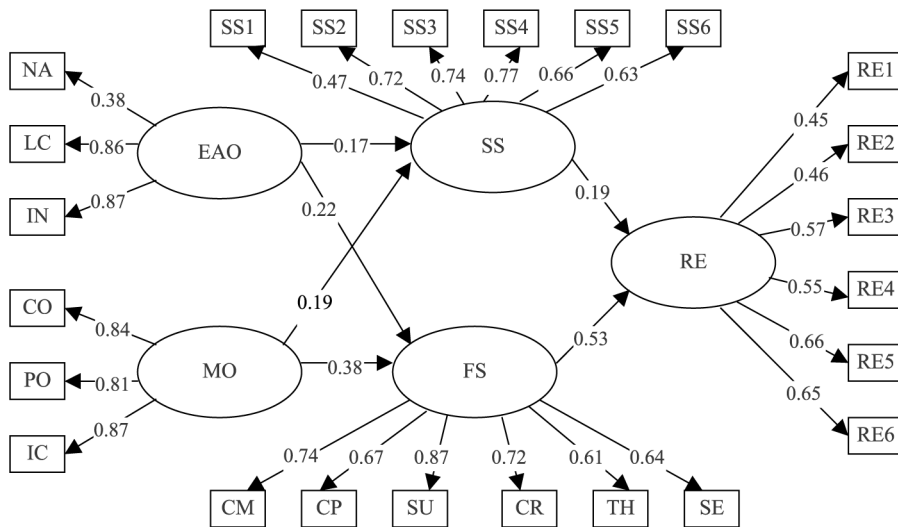 SS1 SS2 SS3 SS4 SS5 SS6
NA
LC
IN
CO
PO
IC
0.38
0.86
0.87
0.84
0.81
0.87
EAO
MO
0.47 0.72 0.74 0.77 0.66 0.63
0.17
0.22
0.19
0.38
SS
FS
0.19
0.53
RE
0.45
0.46
0.57
0.55
0.66
0.65
RE1
RE2
RE3
RE4
RE5
RE6
0.74 0.67 0.87 0.72 0.61 0.64
CM CP SU CR TH SE